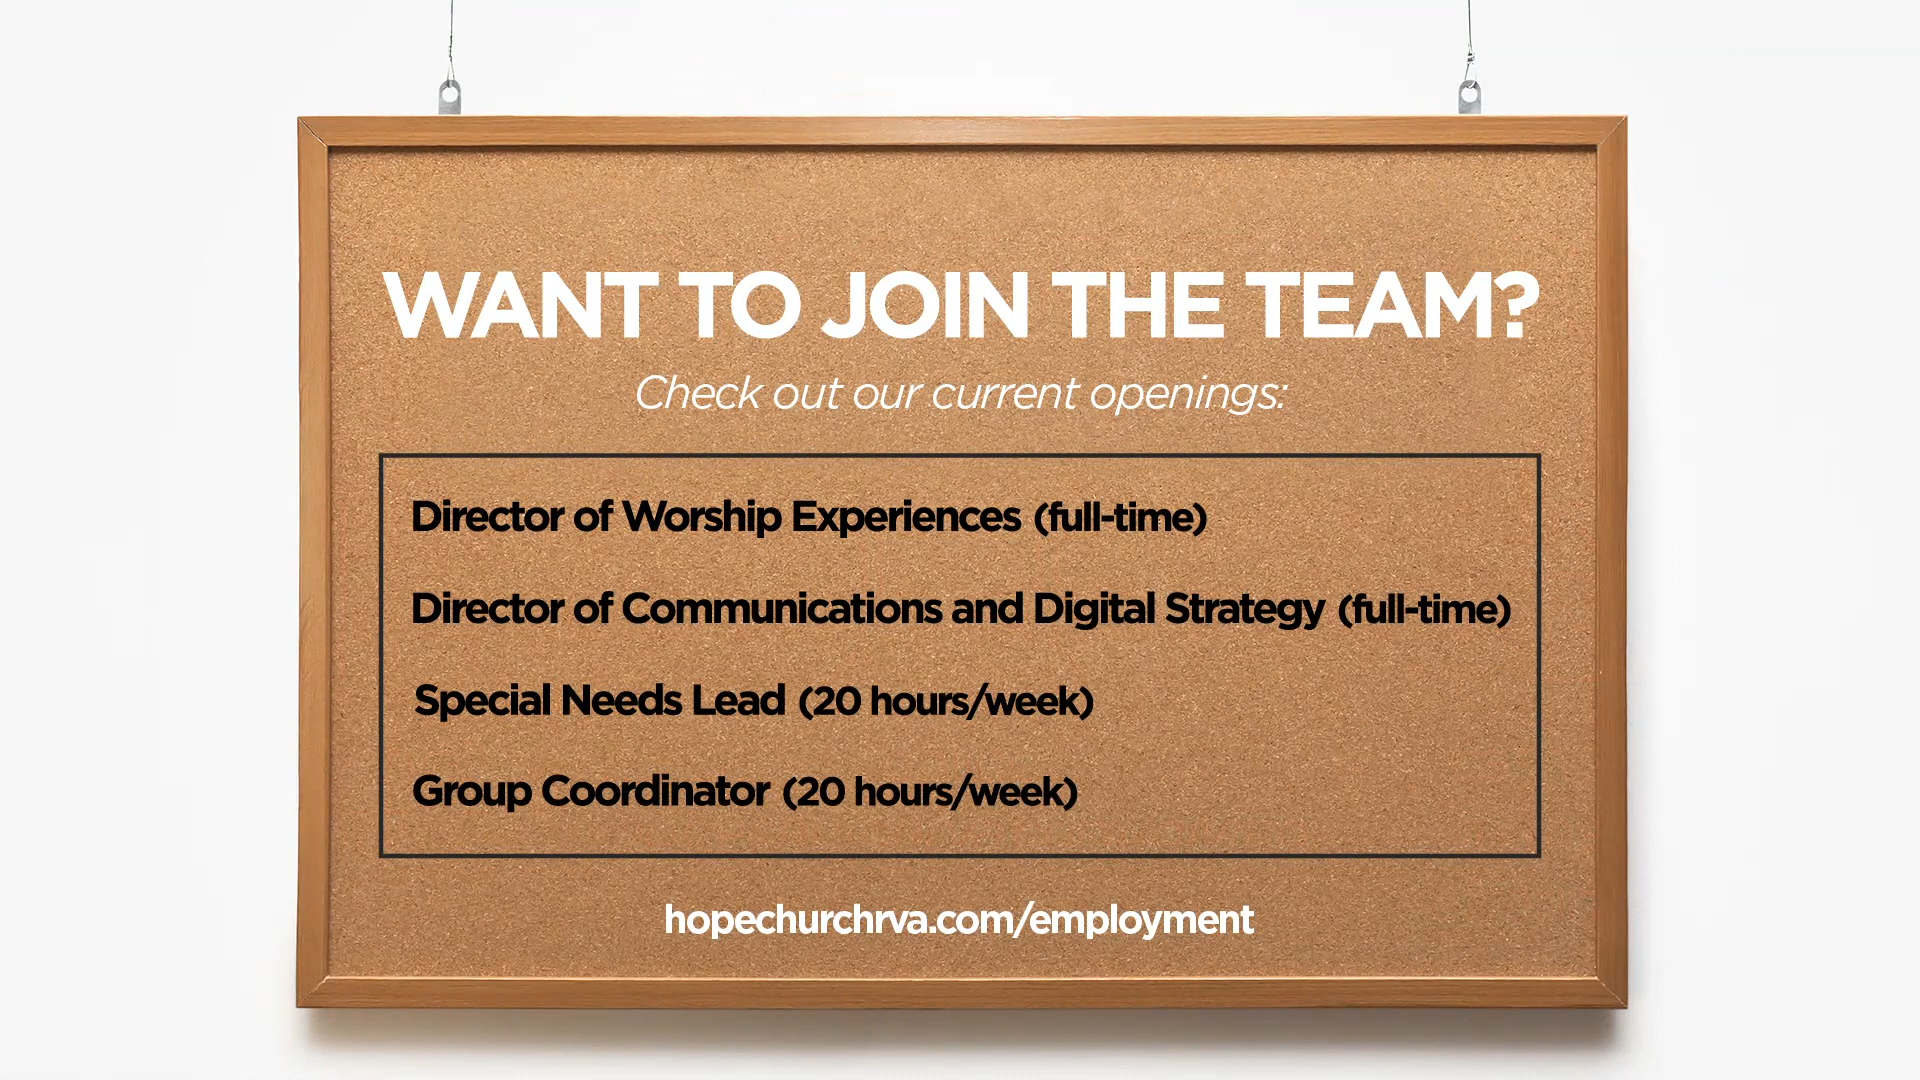 WANT TO JOIN THE TEAM?
Check out our current openings:
Director of Worship Experiences (full-time)
Director of Communications and Digital Strategy (full-time)
Special Needs Lead (20 hours/week)
Group Coordinator (20 hours/week)
hopechurchrva.com/employment